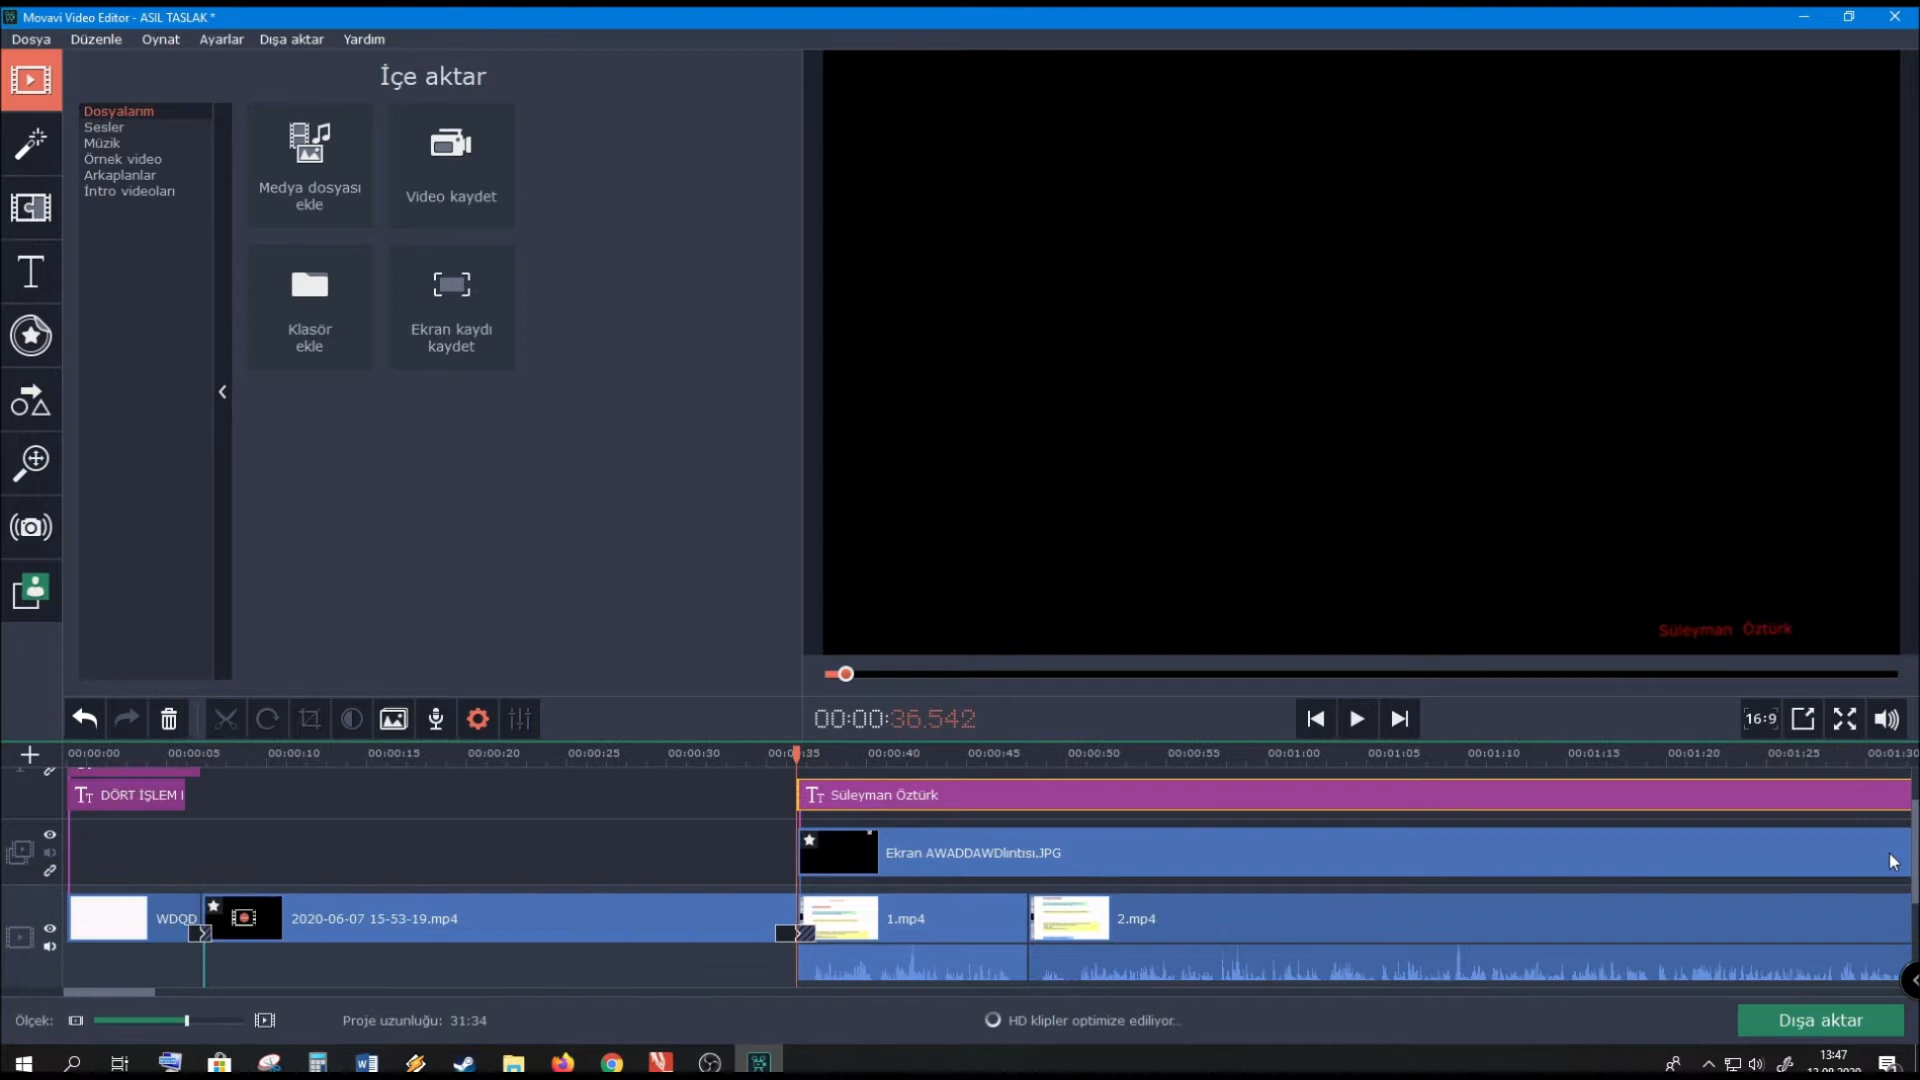 Movavi Video Editor - ASIL TASLAK *
Dosya Düzenle Oynat Ayarlar Dışa aktar Yardım
İçe aktar
Dosyalarım
Sesler
Müzik
Örnek video
Arkaplanlar
İntro videoları
Medya dosyası
ekle
Video kaydet
Klasör
ekle
Ekran kaydı
kaydet
Süleyman Öztürk
00:00:36.542
16:9
00:00:00 00:00:05 00:00:10 00:00:15 00:00:20 00:00:25 00:00:30 00:00:35 00:00:40 00:00:45 00:00:50 00:00:55 00:01:00 00:01:05 00:01:10 00:01:15 00:01:20 00:01:25 00:01:30
DÖRT İŞLEM
Süleyman Öztürk
Ekran AWADDAWDlıntısı.JPG
WDQD
2020-06-07 15-53-19.mp4
1.mp4
2.mp4
Ölçek:
Proje uzunluğu: 31:34
HD klipler optimize ediliyor...
Dışa aktar
13:47